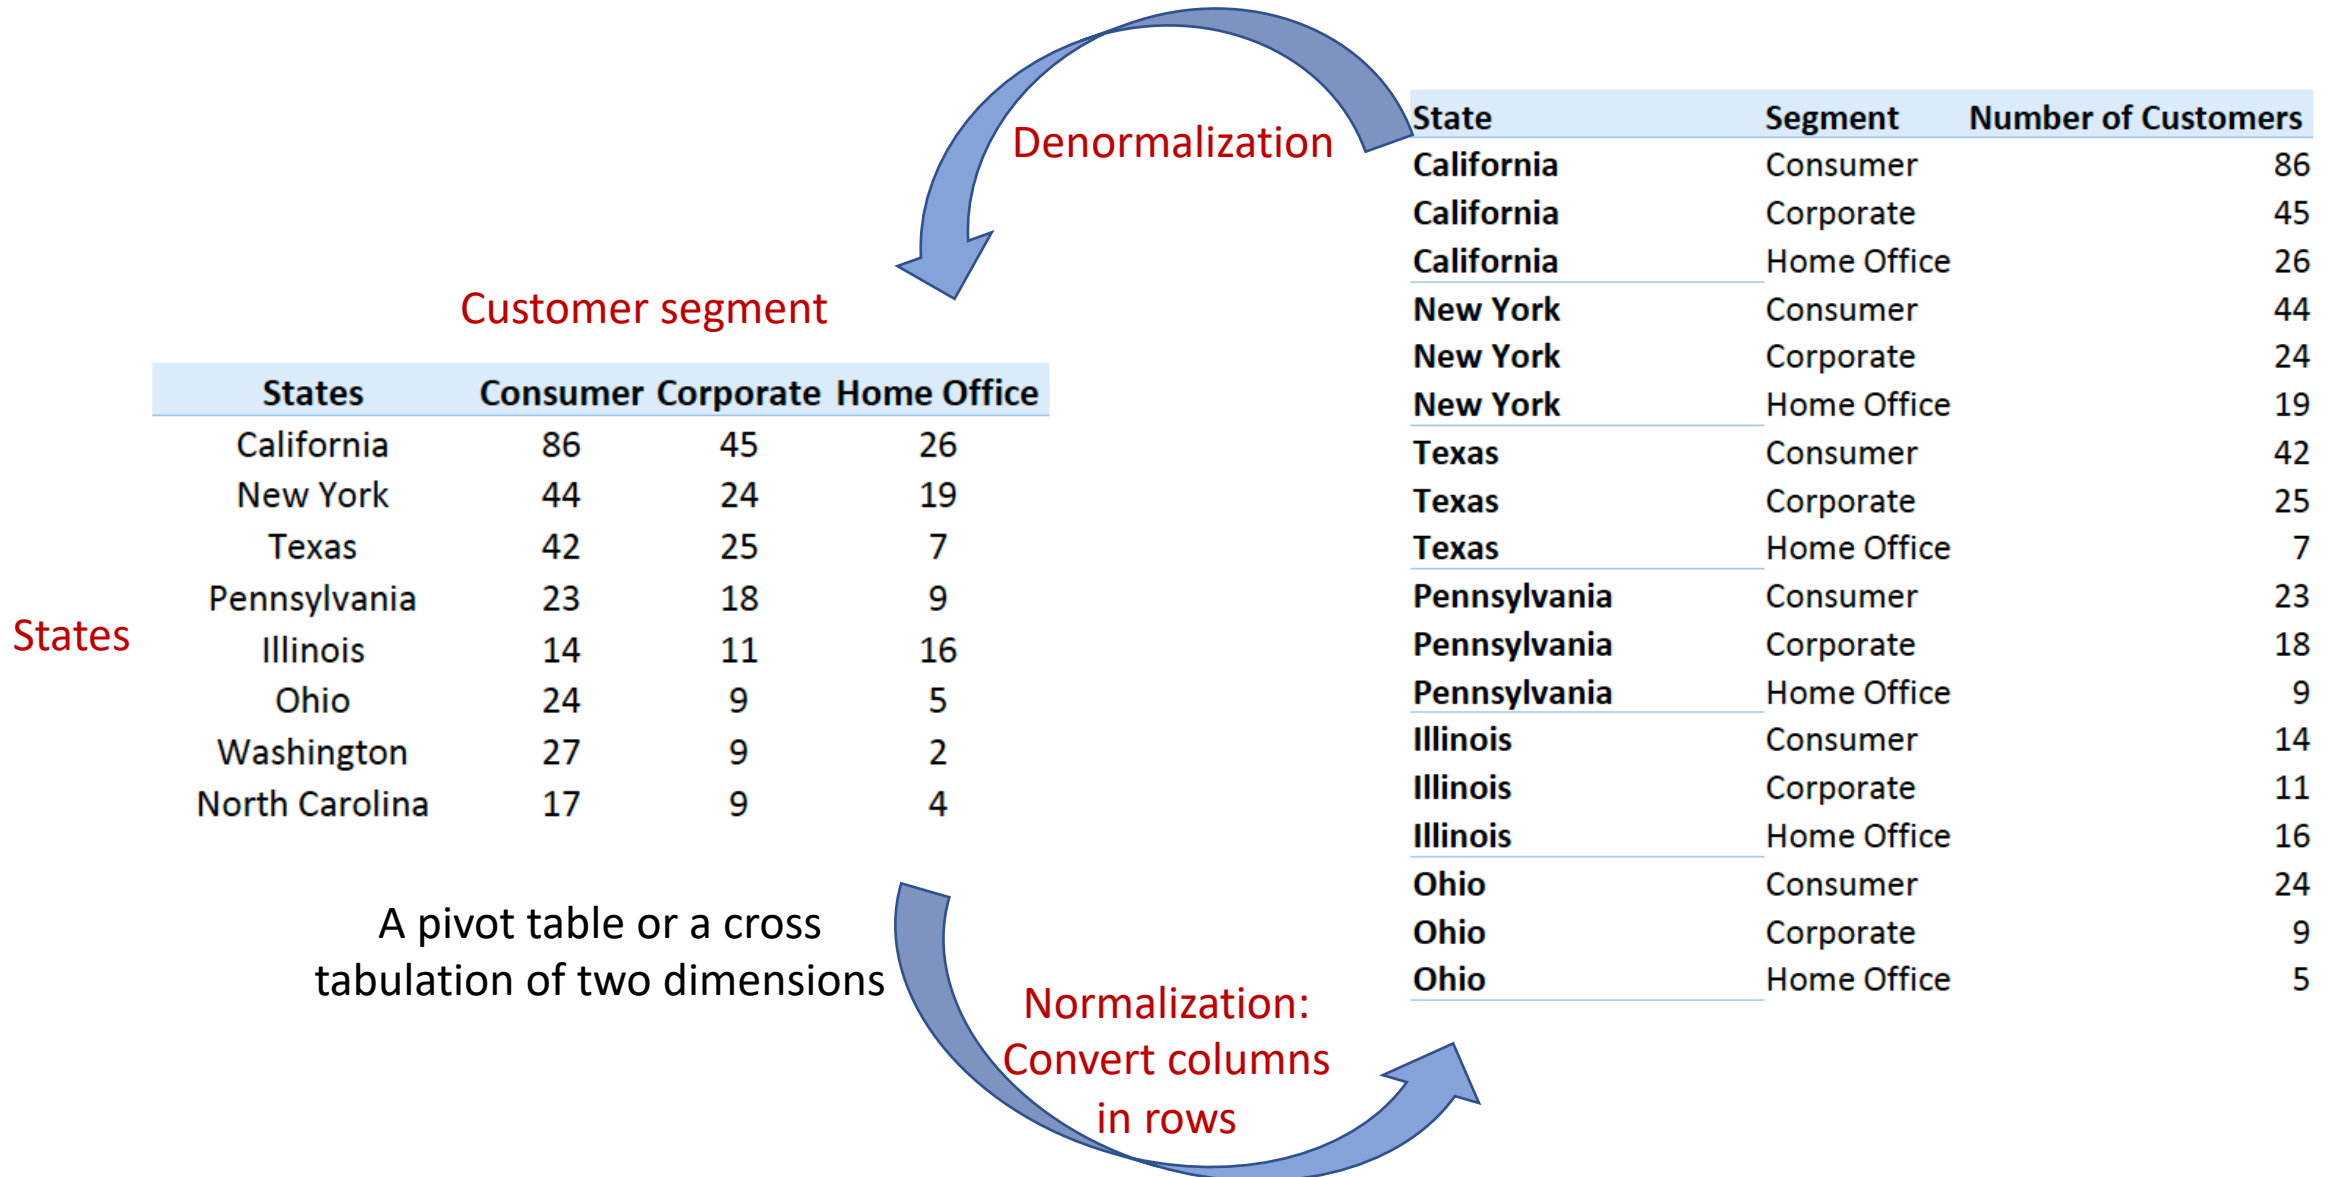 Denormalization
Customer segment
States
States Consumer Corporate Home Office
California 86 45 26
New York 44 24 19
Texas 42 25 7
Pennsylvania 23 18 9
Illinois 14 11 16
Ohio 24 9 5
Washington 27 9 2
North Carolina 17 9 4
A pivot table or a cross
tabulation of two dimensions
Normalization:
Convert columns
in rows
State Segment Number of Customers
California Consumer 86
California Corporate 45
California Home Office 26
New York Consumer 44
New York Corporate 24
New York Home Office 19
Texas Consumer 42
Texas Corporate 25
Texas Home Office 7
Pennsylvania Consumer 23
Pennsylvania Corporate 18
Pennsylvania Home Office 9
Illinois Consumer 14
Illinois Corporate 11
Illinois Home Office 16
Ohio Consumer 24
Ohio Corporate 9
Ohio Home Office 5